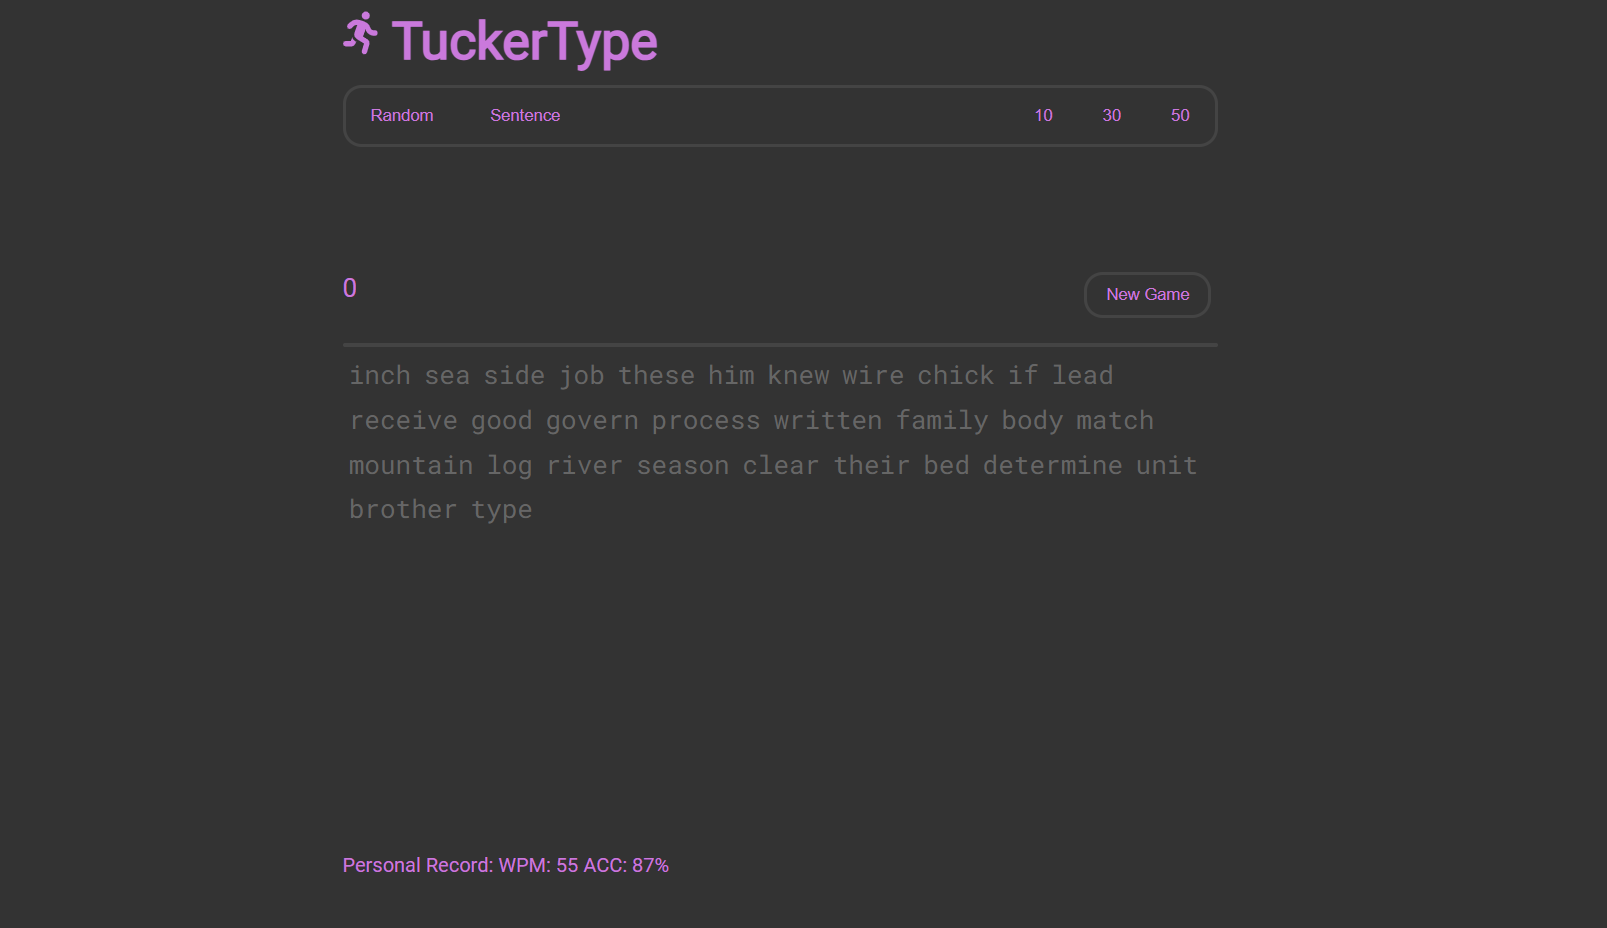 TuckerType
Random Sentence 10 30 50
0 New Game
inch sea side job these him knew wire chick if lead
receive good govern process written family body match
mountain log river season clear their bed determine unit
brother type
Personal Record: WPM: 55 ACC: 87%